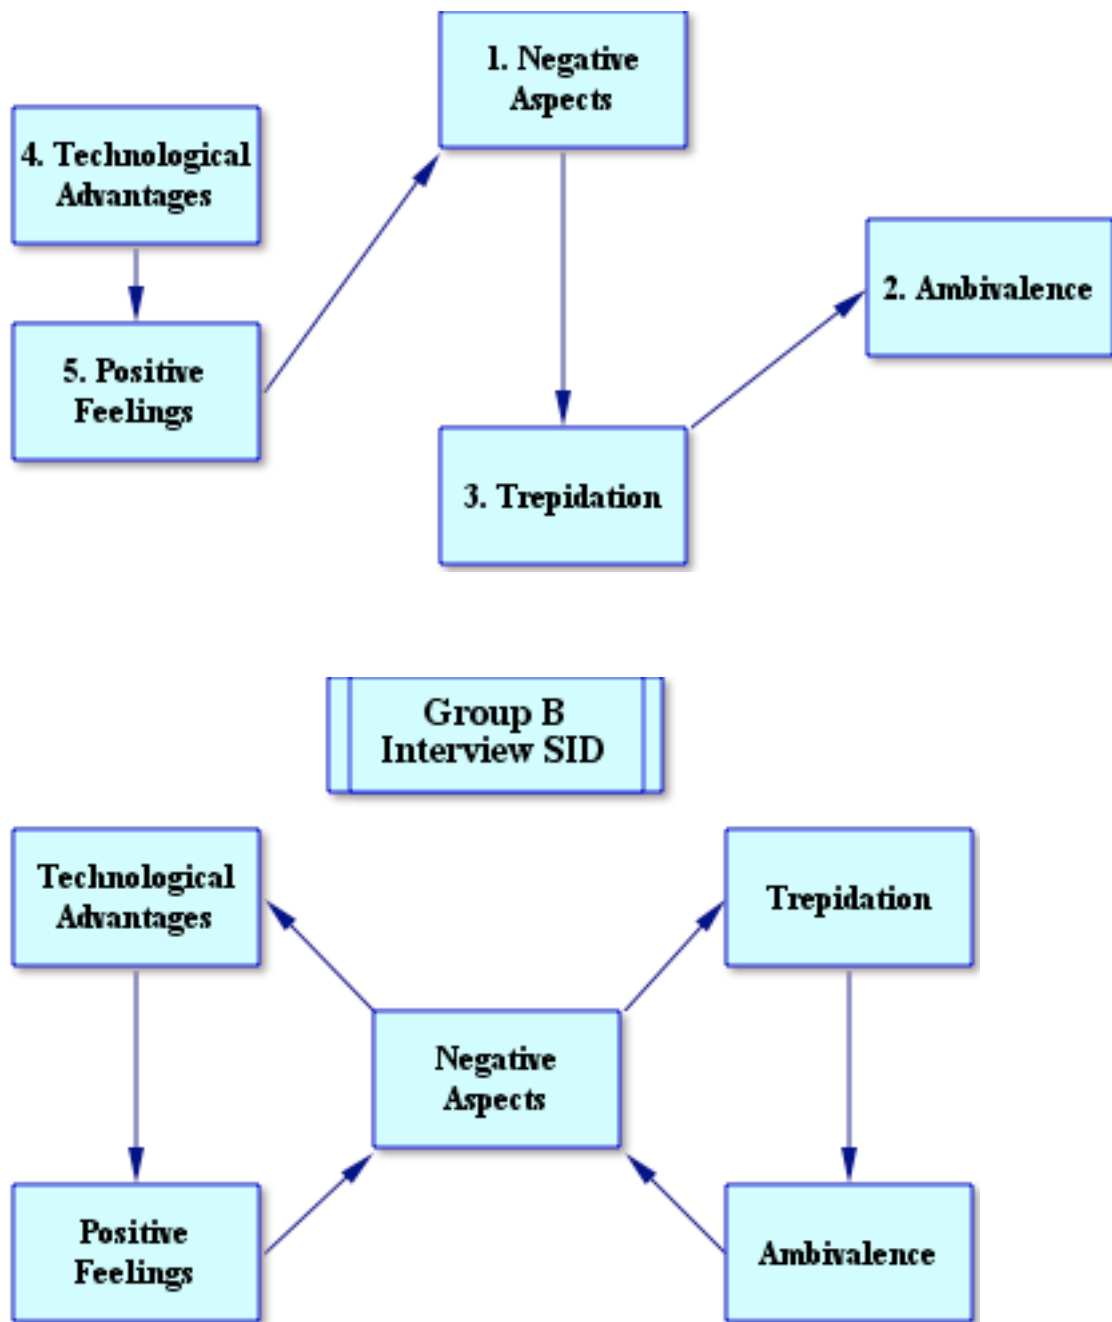 1. Negative
Aspects
4. Technological
Advantages
2. Ambivalence
5. Positive
Feelings
3. Trepidation
Group B
Interview SID
Technological
Advantages
Trepidation
Negative
Aspects
Positive
Feelings
Ambivalence